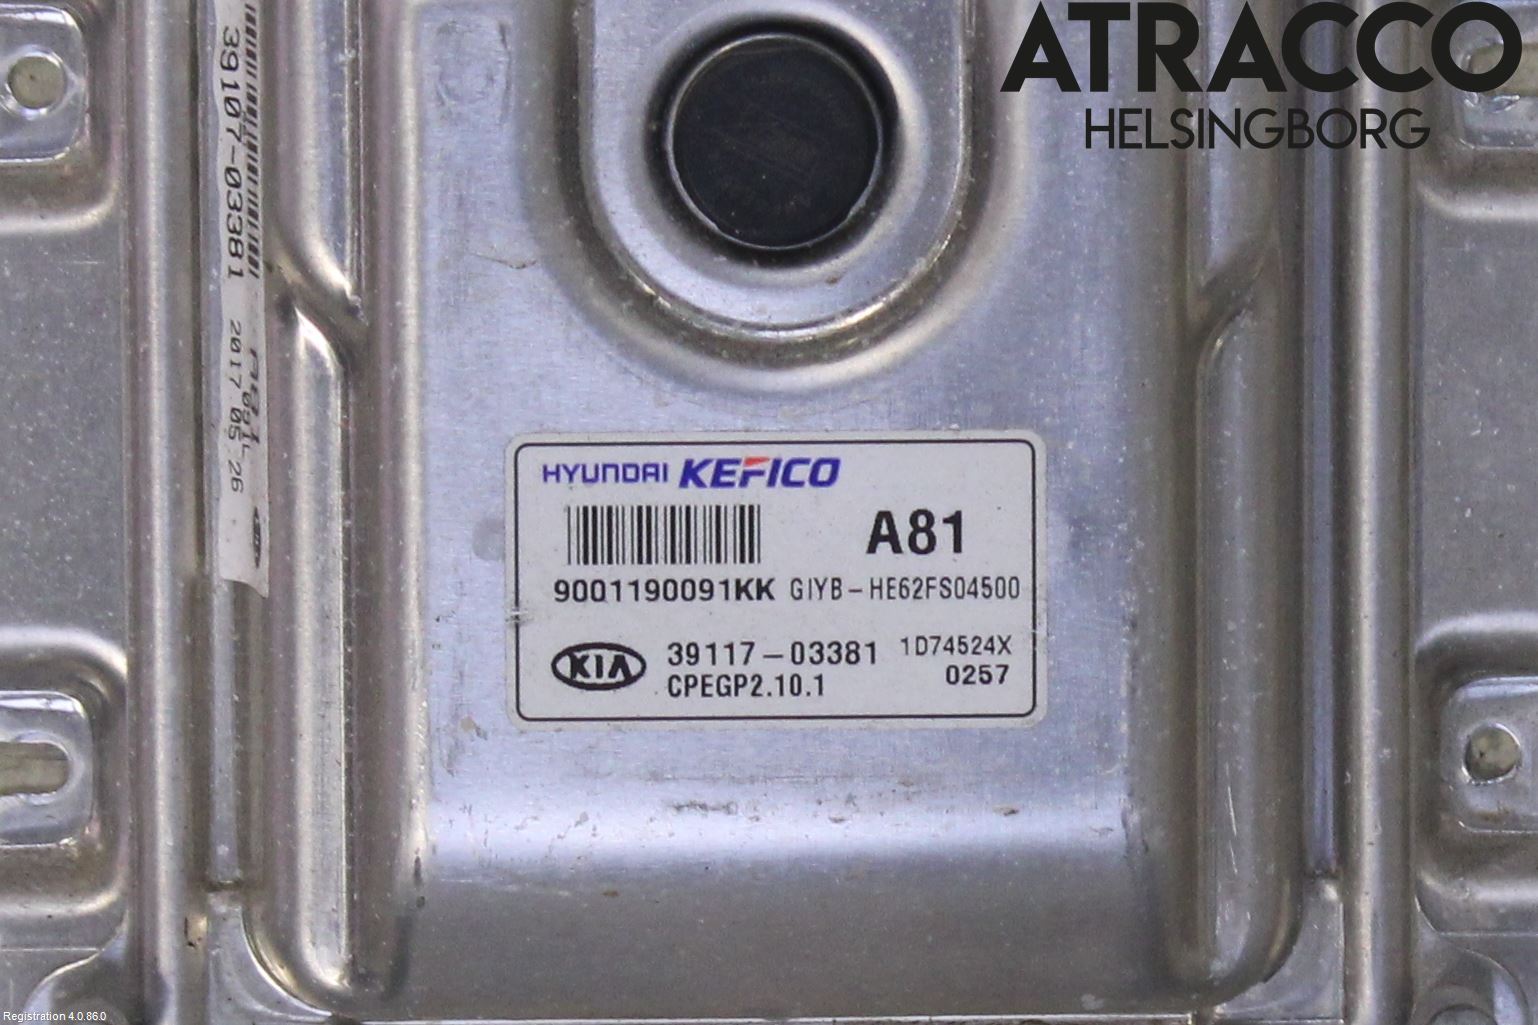 ATRACCO
HELSINGBORG
39107-03381
A81
2017 05 26
HYUNDAI KEFICO
A81
9001190091KK GIYB-HE62FS04500
KIA 39117-03381 1D74524X
CPEGP2.10.1 0257
Registration 4.0.86.0